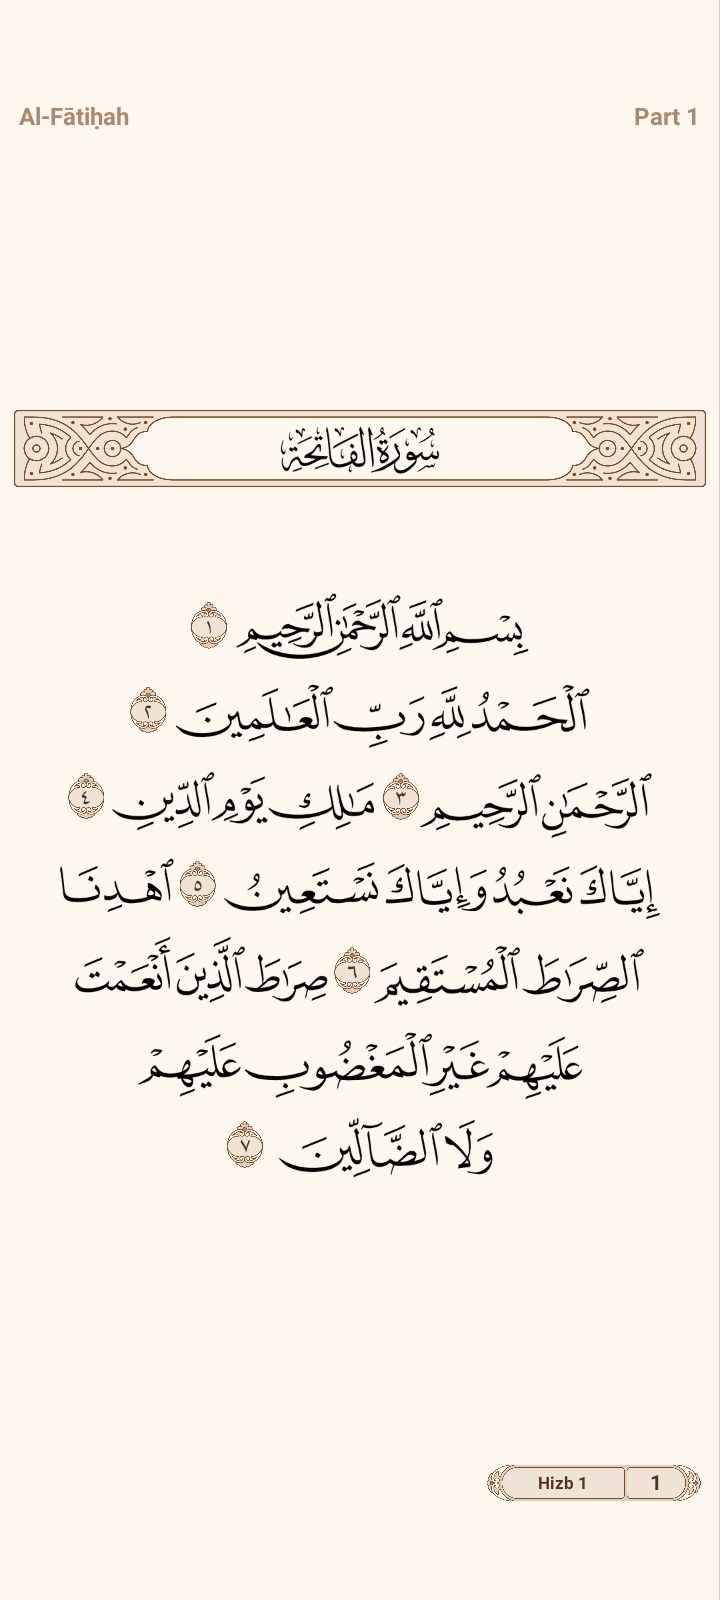 Al-Fātiḥah
Part 1
سُورَةُ الفَاتِحَةِ
بِسۡمِ ٱللَّهِ ٱلرَّحۡمَٰنِ ٱلرَّحِيمِ ١
ٱلۡحَمۡدُ لِلَّهِ رَبِّ ٱلۡعَٰلَمِينَ ٢
ٱلرَّحۡمَٰنِ ٱلرَّحِيمِ ٣ مَٰلِكِ يَوۡمِ ٱلدِّينِ ٤
إِيَّاكَ نَعۡبُدُ وَإِيَّاكَ نَسۡتَعِينُ ٥ ٱهۡدِنَا
ٱلصِّرَٰطَ ٱلۡمُسۡتَقِيمَ ٦ صِرَٰطَ ٱلَّذِينَ أَنۡعَمۡتَ
عَلَيۡهِمۡ غَيۡرِ ٱلۡمَغۡضُوبِ عَلَيۡهِمۡ
وَلَا ٱلضَّآلِّينَ ٧
Hizb 1
1